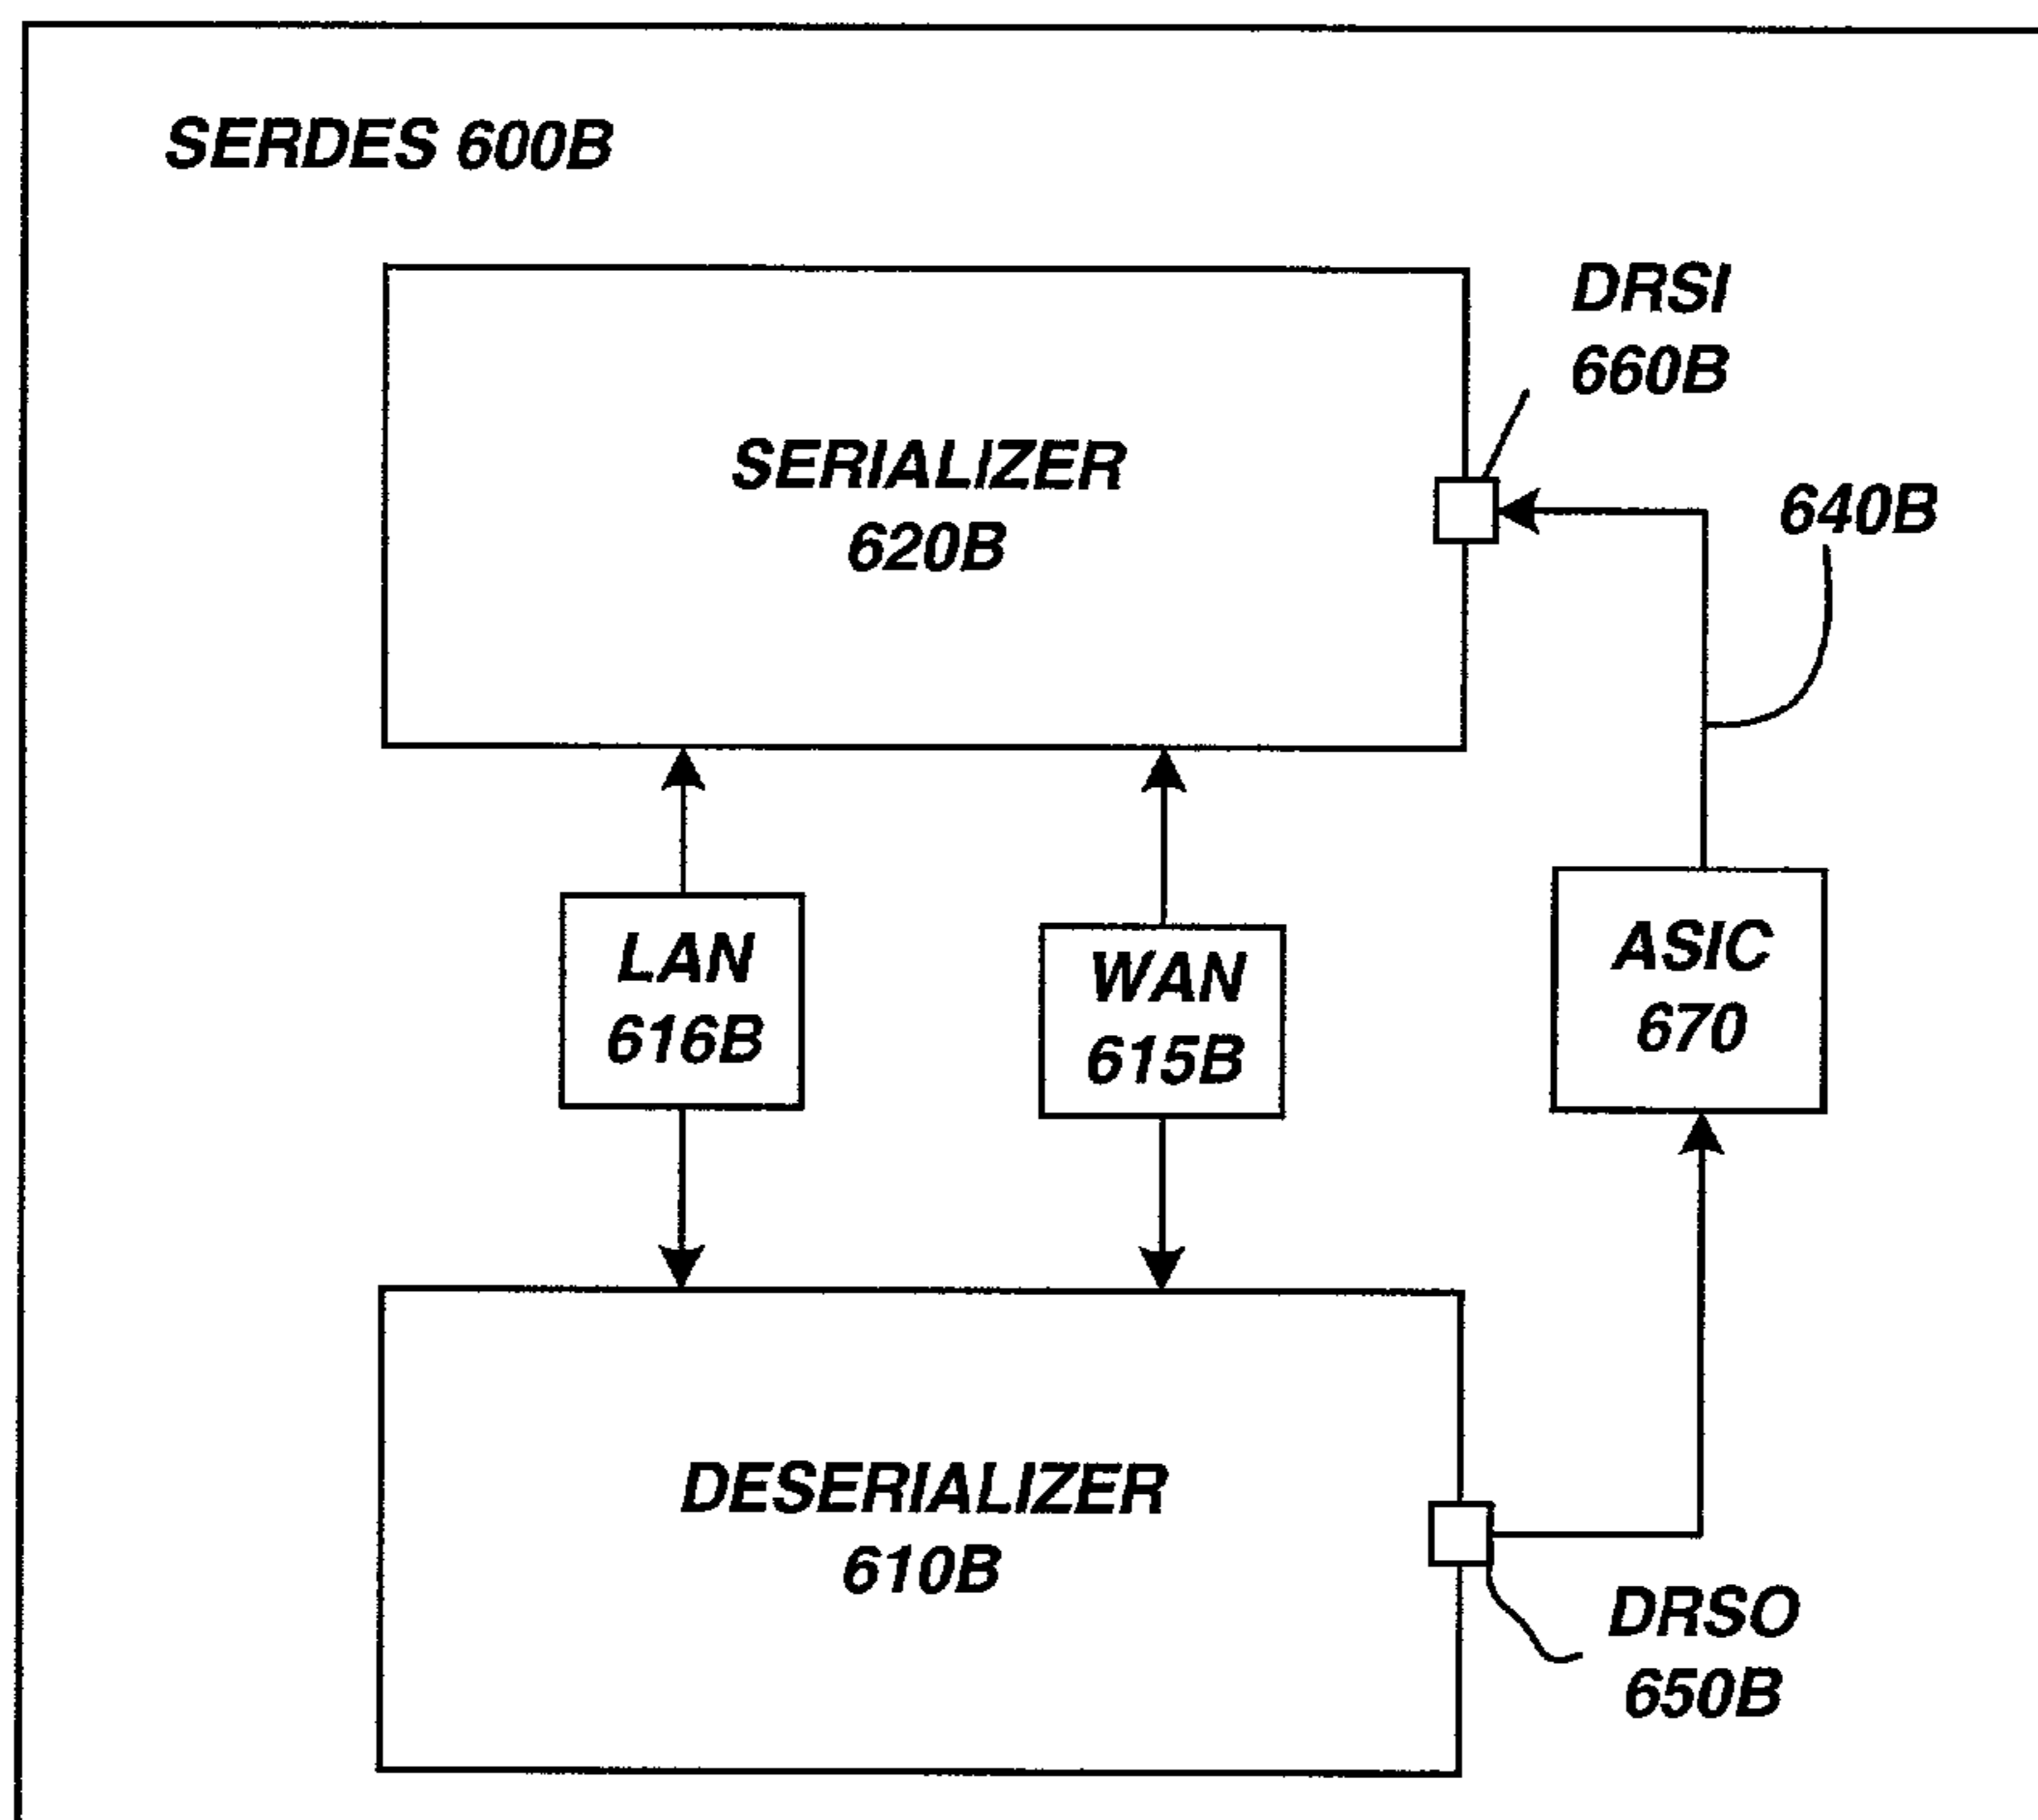 SERDES 600B
DRSI
660B
SERIALIZER
620B
640B
LAN
616B
WAN
615B
ASIC
670
DESERIALIZER
610B
DRSO
650B